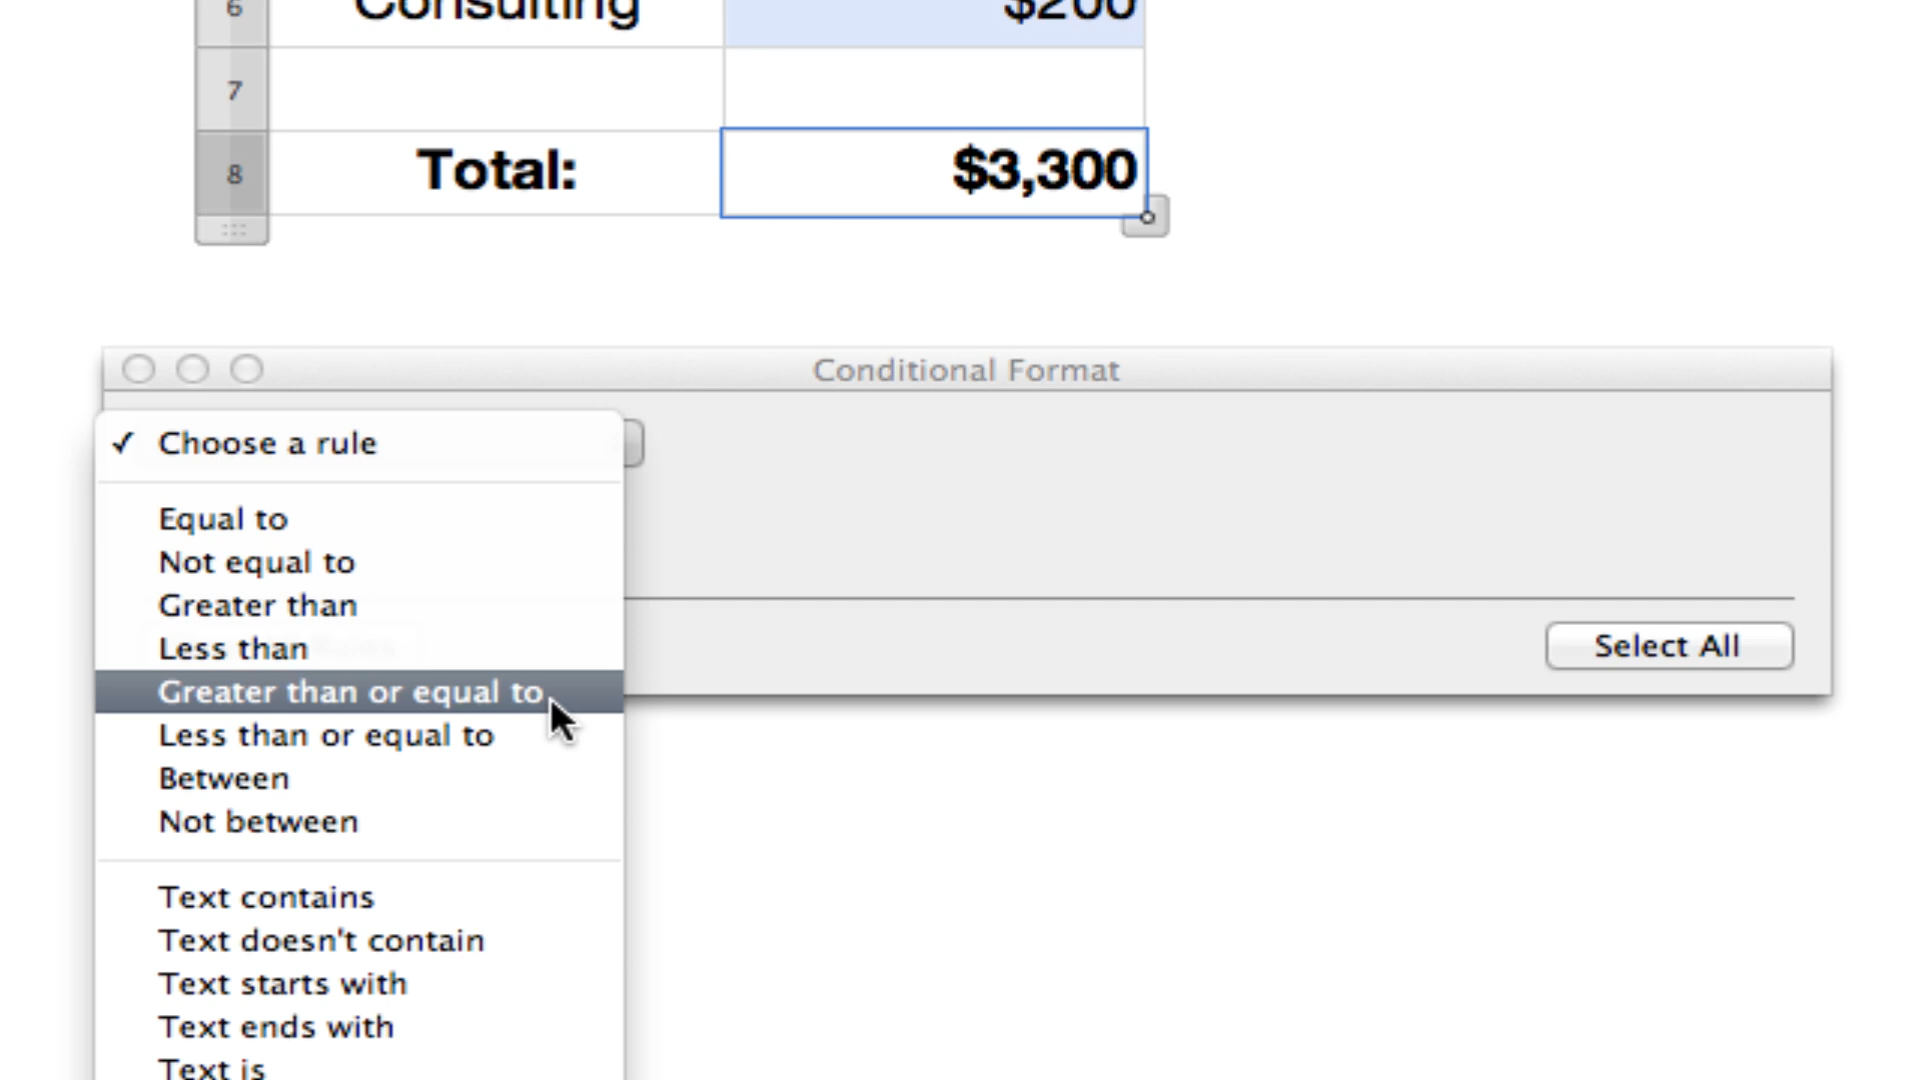 6 Consulting $200
7
8 Total: $3,300
Conditional Format
✓ Choose a rule
Equal to
Not equal to
Greater than
Less than
Select All
Greater than or equal to
Less than or equal to
Between
Not between
Text contains
Text doesn't contain
Text starts with
Text ends with
Text is